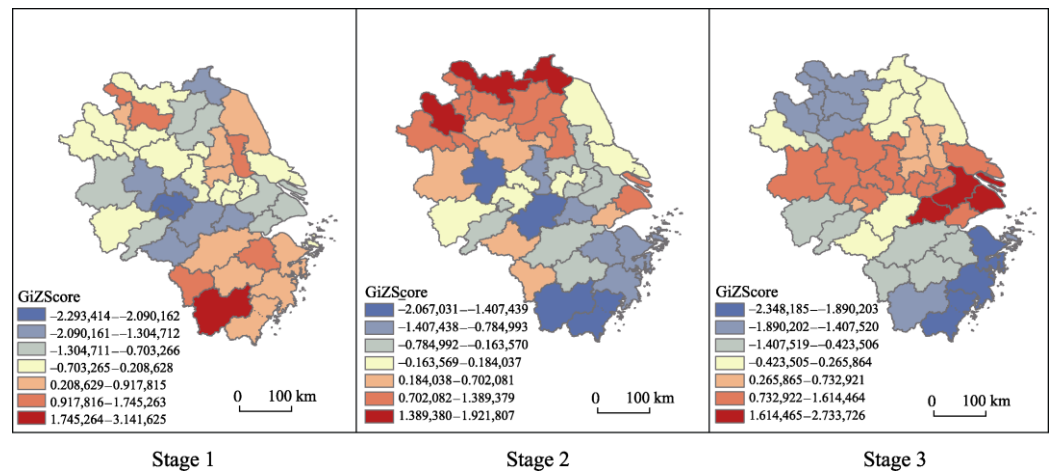 GiZScore
−2.293,414–−2.090,162
−2.090,161–−1.304,712
−1.304,711–−0.703,266
−0.703,265–0.208,628
0.208,629–0.917,815
0.917,816–1.745,263
1.745,264–3.141,625
0 100 km
GiZScore
−2.067,031–−1.407,439
−1.407,438–−0.784,993
−0.784,992–−0.163,570
−0.163,569–0.184,037
0.184,038–0.702,081
0.702,082–1.389,379
1.389,380–1.921,807
0 100 km
GiZScore
−2.348,185–−1.890,203
−1.890,202–−1.407,520
−1.407,519–−0.423,506
−0.423,505–0.265,864
0.265,865–0.732,921
0.732,922–1.614,464
1.614,465–2.733,726
0 100 km
Stage 1
Stage 2
Stage 3